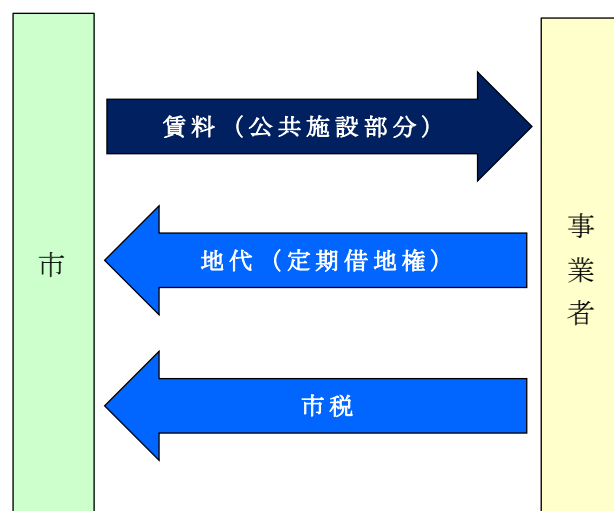 賃料（公共施設部分）
市
地代（定期借地権）
事業者
市税